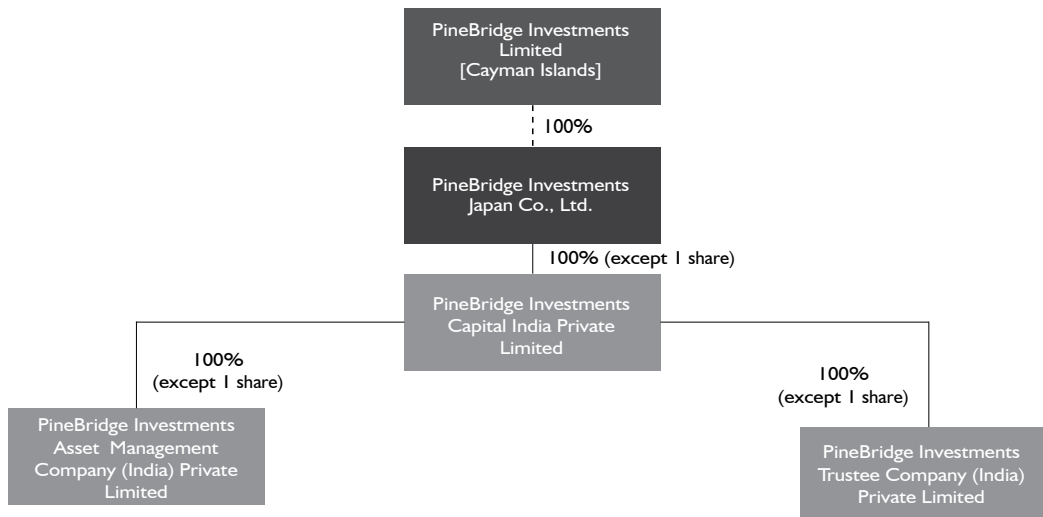 PineBridge Investments
Limited
[Cayman Islands]
100%
PineBridge Investments
Japan Co., Ltd.
100% (except 1 share)
PineBridge Investments
Capital India Private
Limited
100%
(except 1 share)
100%
(except 1 share)
PineBridge Investments
Asset Management
Company (India) Private
Limited
PineBridge Investments
Trustee Company (India)
Private Limited